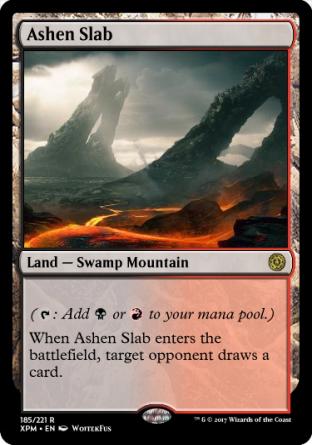 Ashen Slab
Land — Swamp Mountain
( : Add or to your mana pool.)
When Ashen Slab enters the
battlefield, target opponent draws a
card.
185/221 R
XPM • EN WOTTERFUS
™ & © 2017 Wizards of the Coast